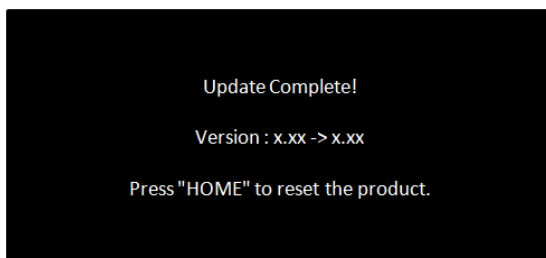 Update Complete!
Version : x.xx -> x.xx
Press "HOME" to reset the product.